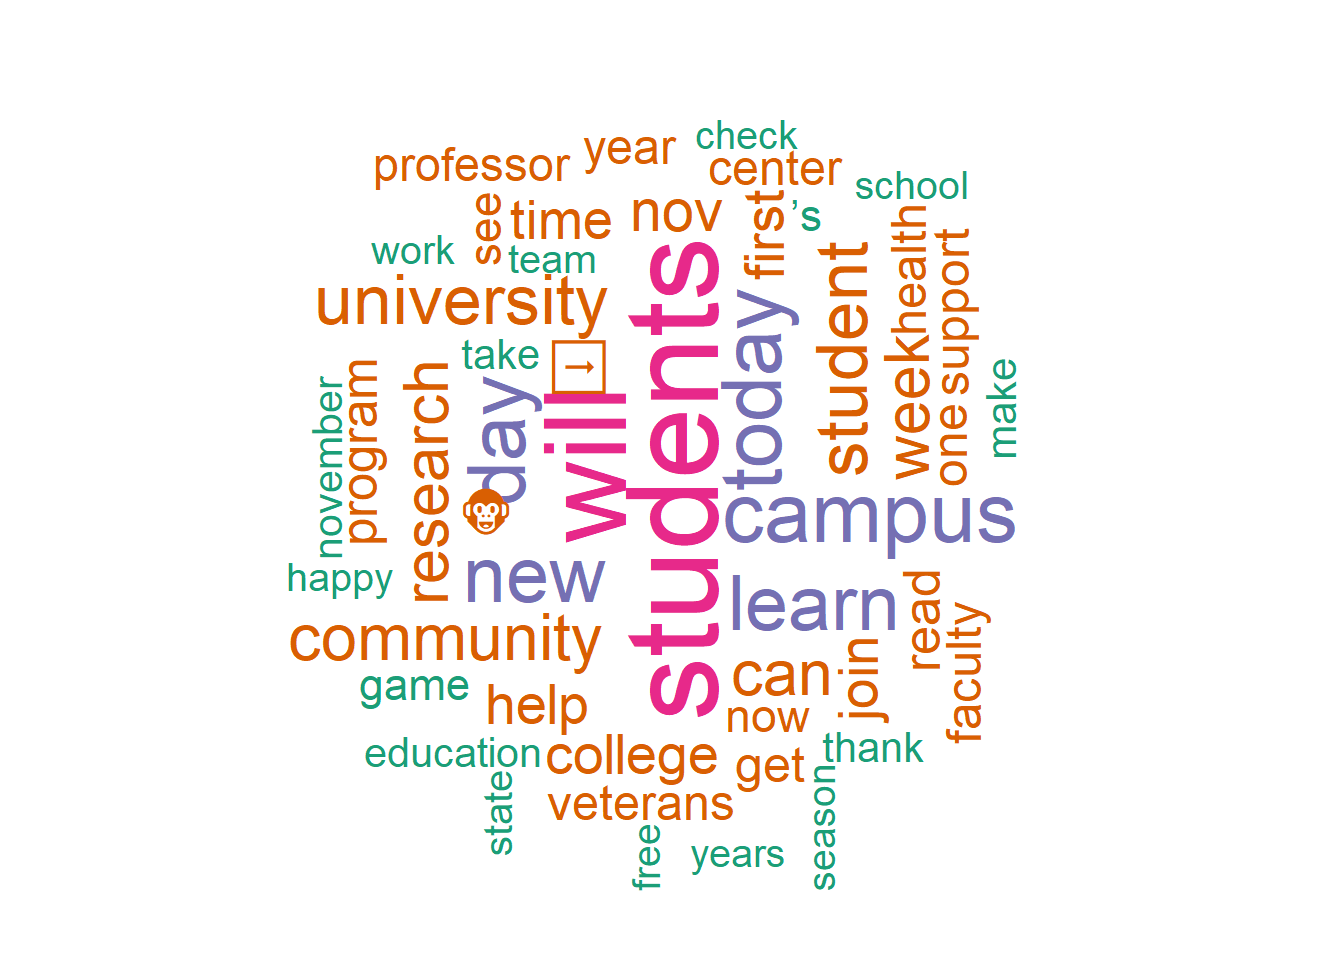 check
year
professor
center
school
see
time
nov
first
’s
health
support
work
team
student
university
students
today
take
➙
will
day
research
program
november
week
one
make
🐵
campus
new
happy
learn
read
faculty
community
can
join
game
help
now
education
college
get
thank
state
veterans
season
free
years